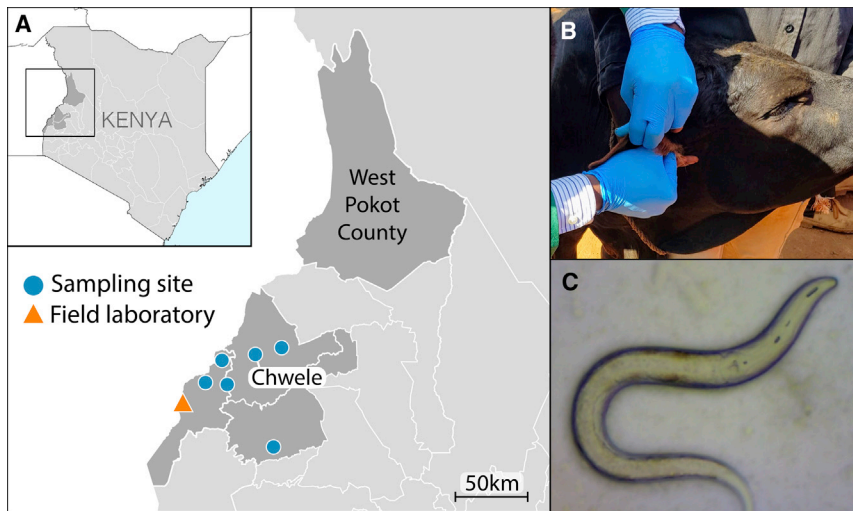 A
KENYA
West
Pokot
County
Sampling site
Field laboratory
Chwele
50km
B
C